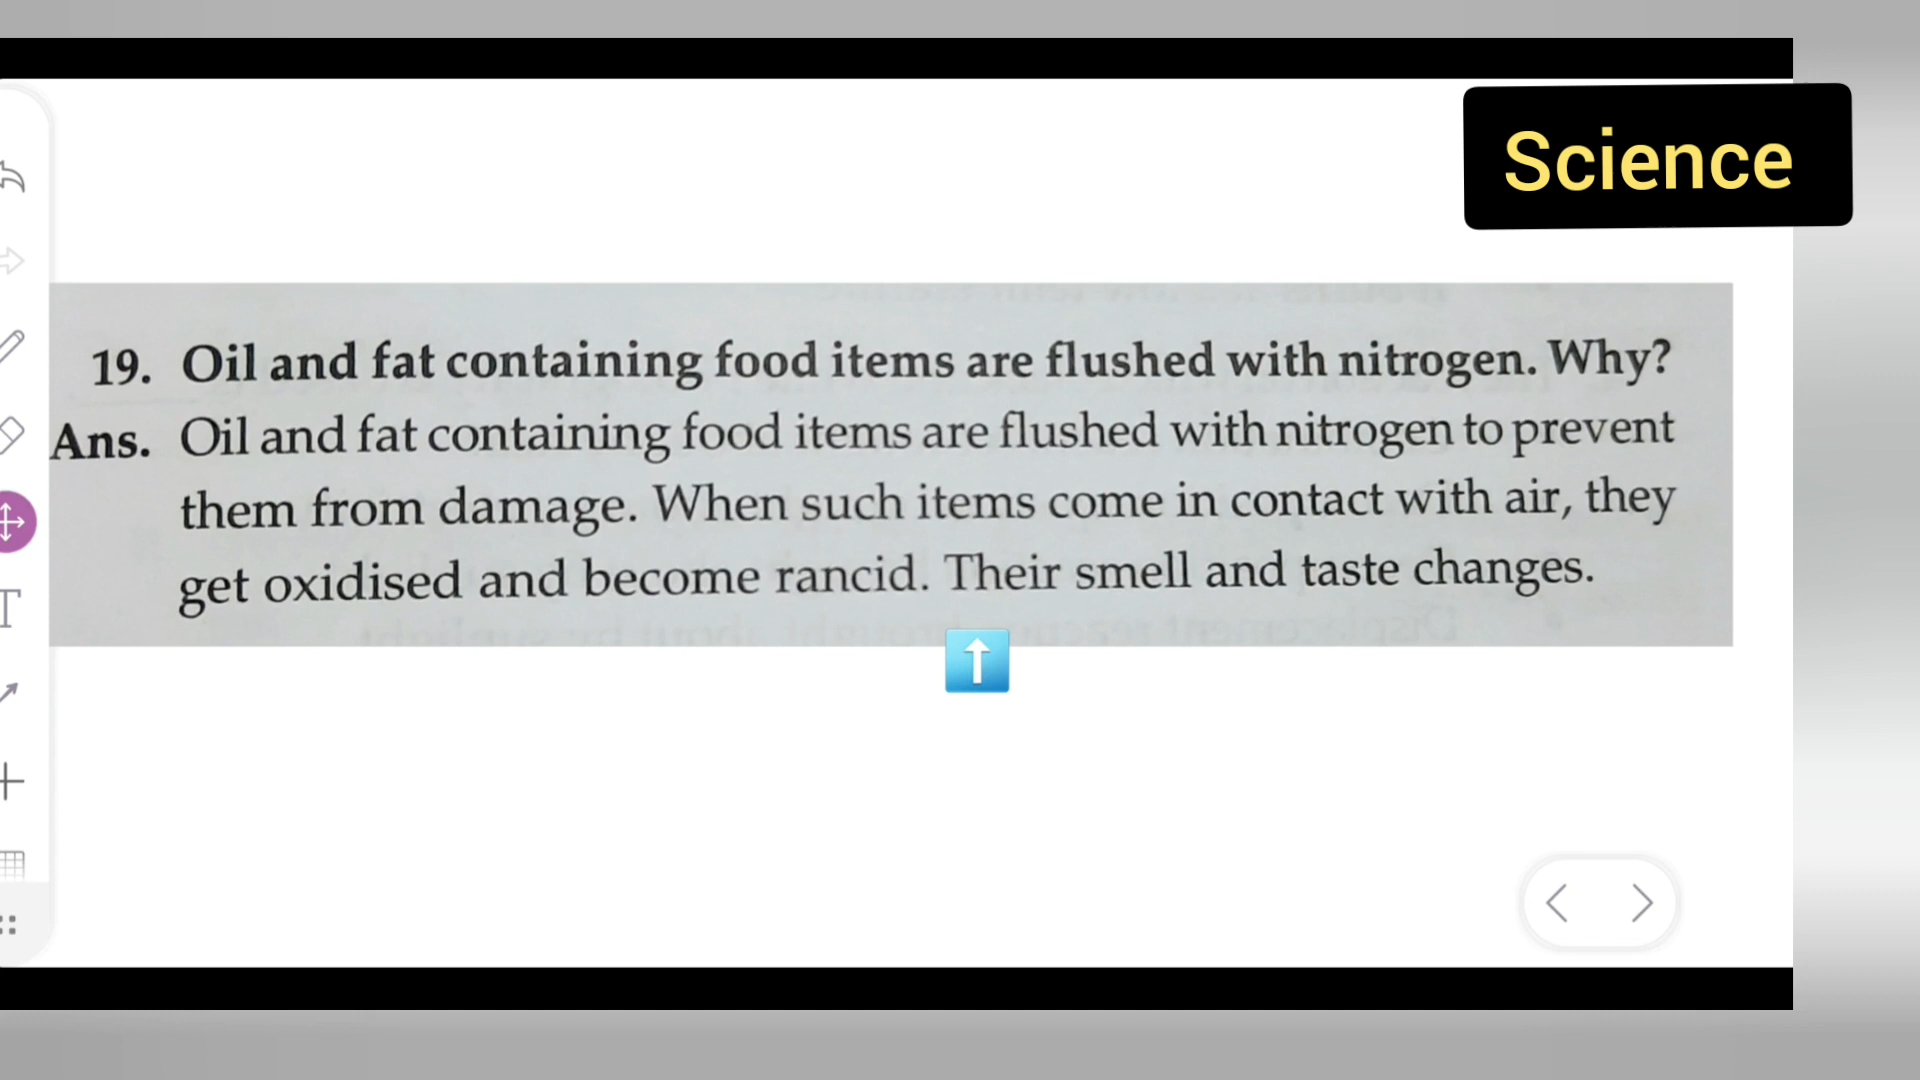 Science
19. Oil and fat containing food items are flushed with nitrogen. Why?
Ans. Oil and fat containing food items are flushed with nitrogen to prevent
them from damage. When such items come in contact with air, they
get oxidised and become rancid. Their smell and taste changes.